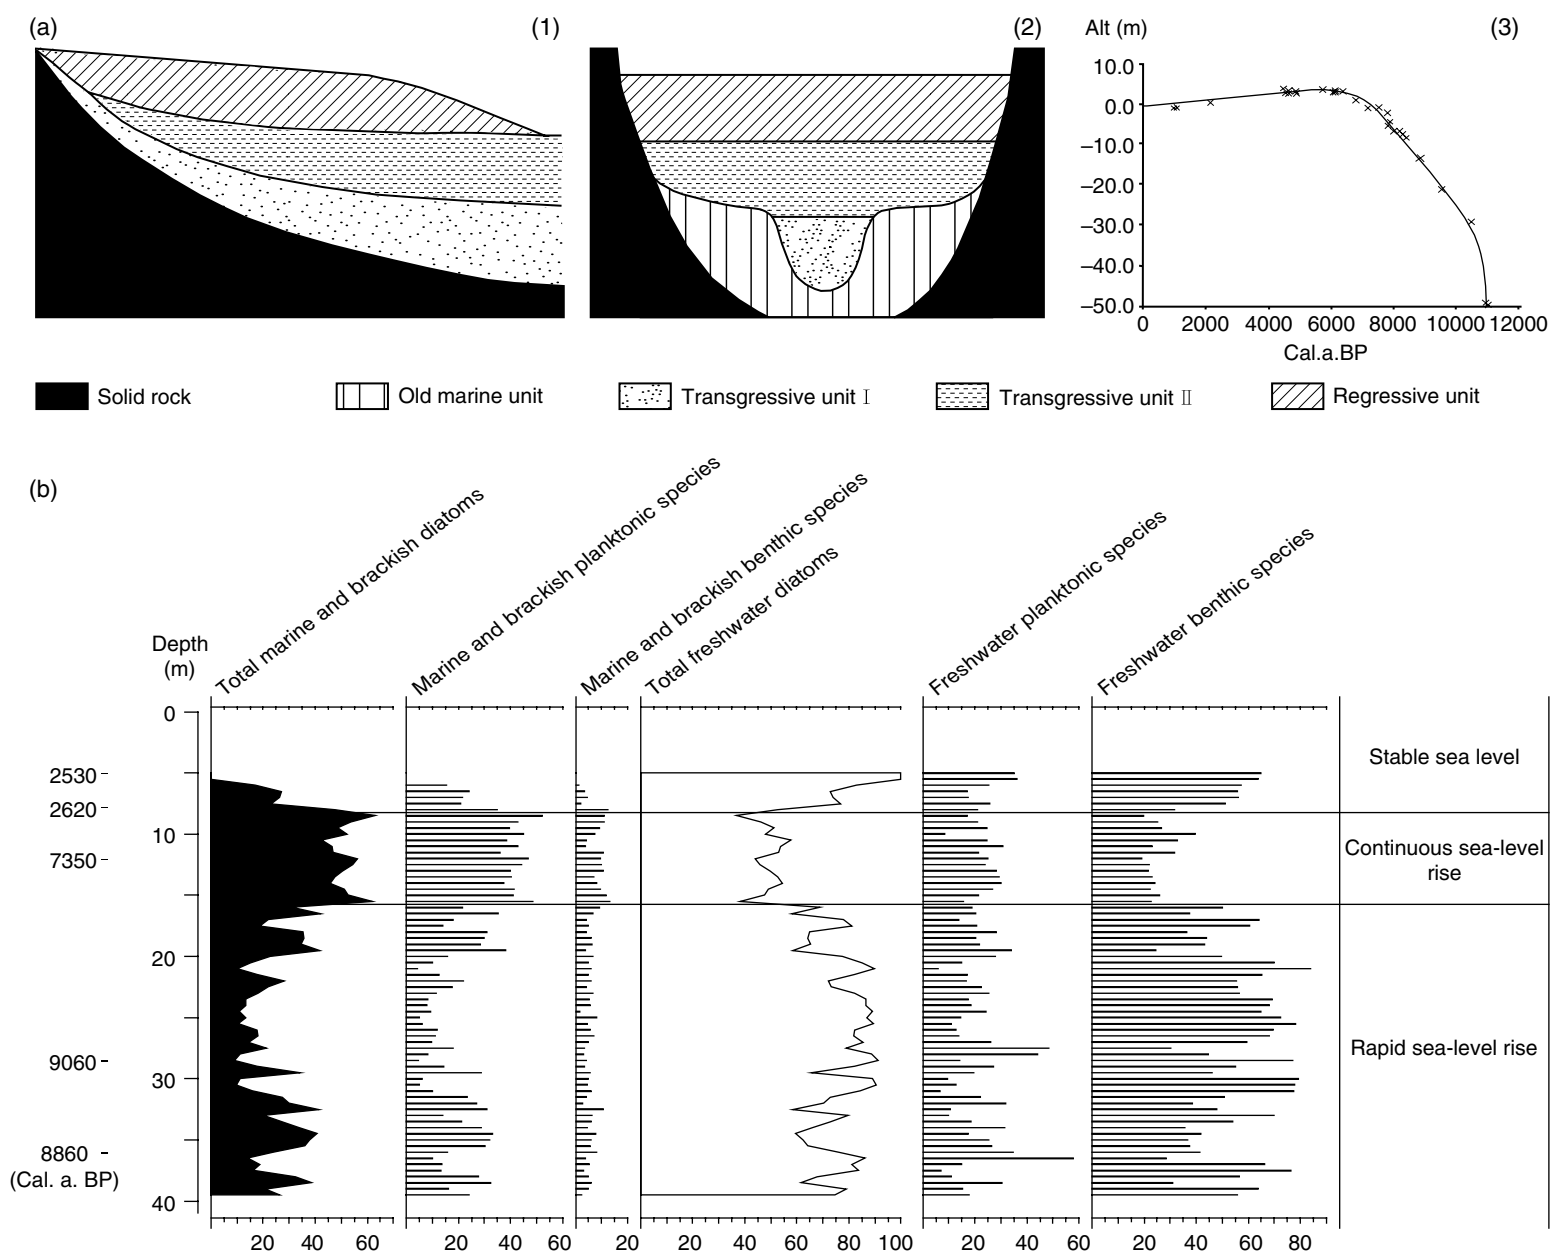 (a)
(1)
(2)
(3)
Alt (m)
10.0
0.0
–10.0
–20.0
–30.0
–40.0
–50.0
0 2000 4000 6000 8000 10000 12000
Cal.a.BP
Solid rock
Old marine unit
Transgressive unit I
Transgressive unit II
Regressive unit
(b)
Depth
(m)
Total marine and brackish diatoms
Marine and brackish planktonic species
Marine and brackish benthic species
Total freshwater diatoms
Freshwater planktonic species
Freshwater benthic species
0
2530
2620
10
7350
20
9060
30
8860
(Cal. a. BP)
40
Stable sea level
Continuous sea-level
rise
Rapid sea-level rise
20 40 60 20 40 60 20 20 40 60 80 100 20 40 60 20 40 60 80